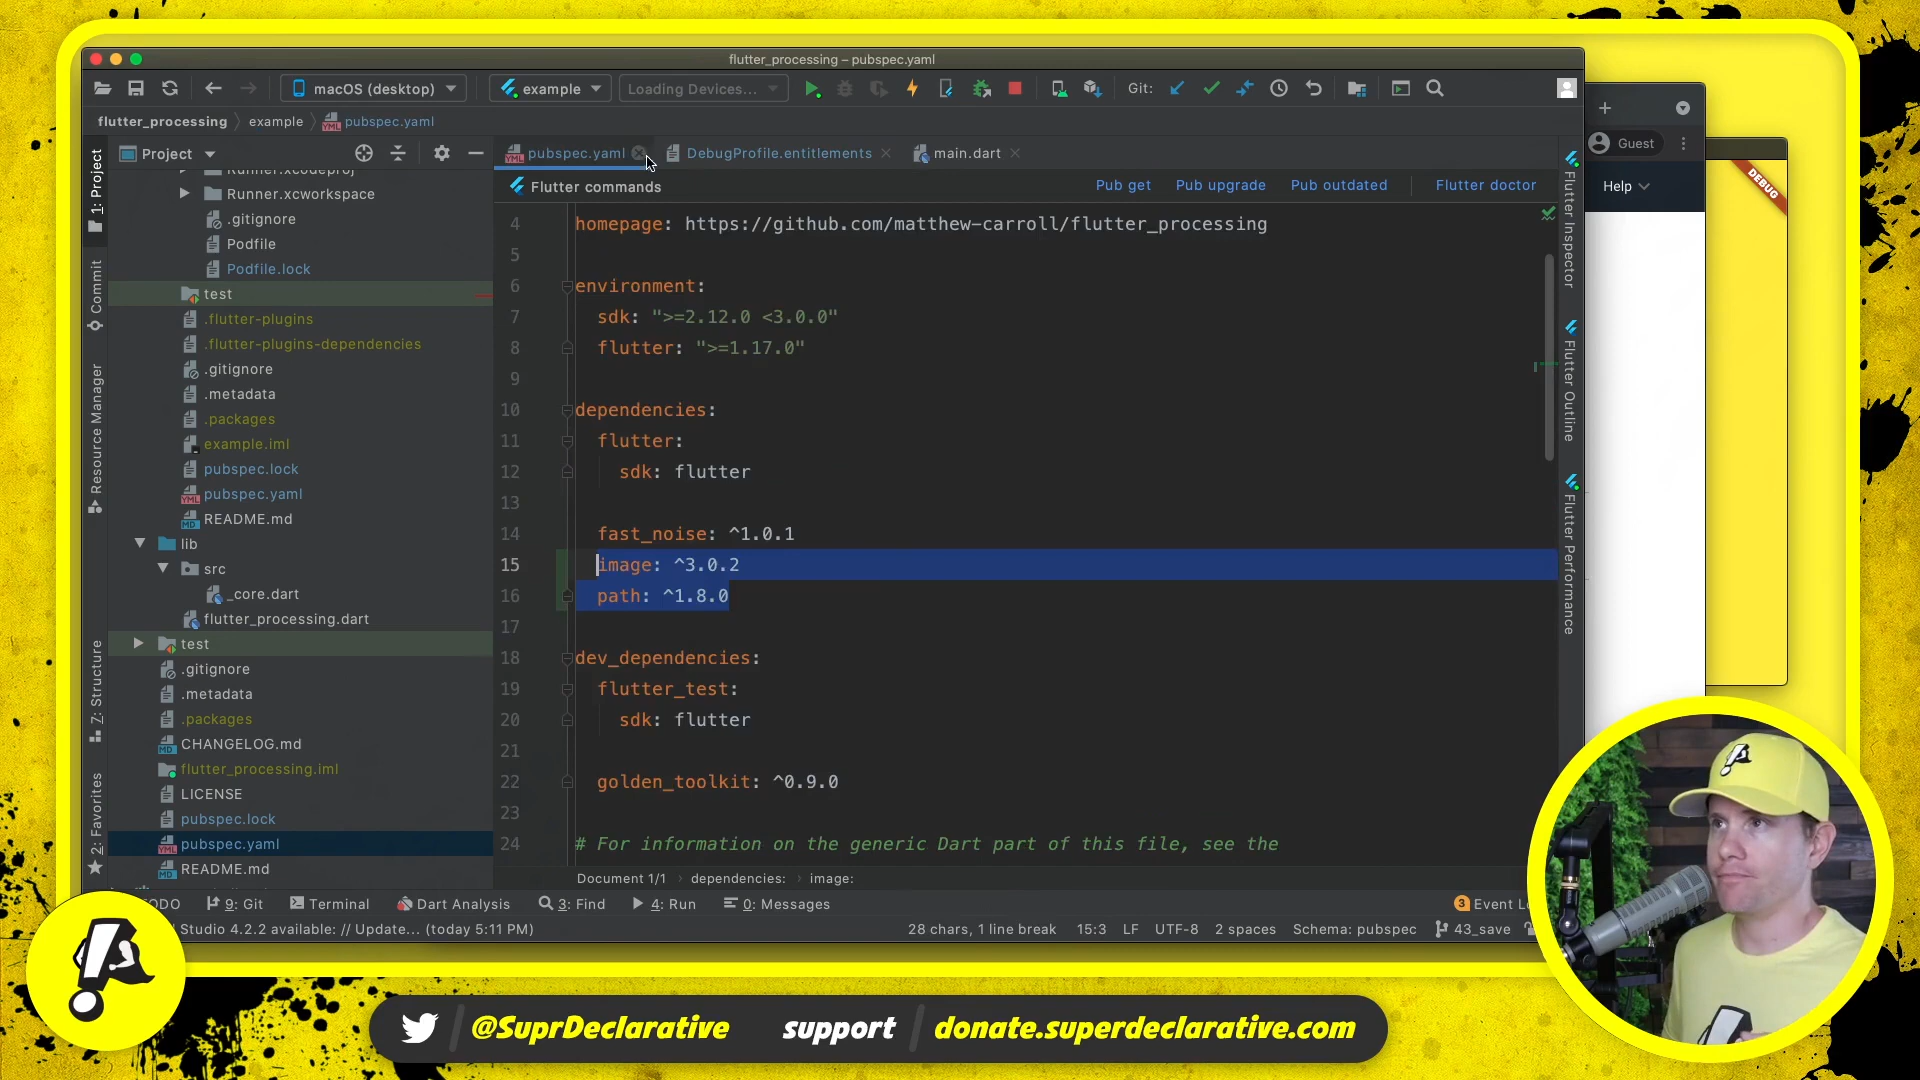 flutter_processing – pubspec.yaml
macOS (desktop) example Loading Devices... Git:
flutter_processing example pubspec.yaml
Project
pubspec.yaml DebugProfile.entitlements main.dart
Flutter commands Pub get Pub upgrade Pub outdated Flutter doctor
1: Project
Commit
Resource Manager
7: Structure
2: Favorites
Runner.xcodeproj
Runner.xcworkspace
.gitignore
Podfile
Podfile.lock
test
.flutter-plugins
.flutter-plugins-dependencies
.gitignore
.metadata
.packages
example.iml
pubspec.lock
pubspec.yaml
README.md
lib
src
_core.dart
flutter_processing.dart
test
.gitignore
.metadata
.packages
CHANGELOG.md
flutter_processing.iml
LICENSE
pubspec.lock
pubspec.yaml
README.md
4 homepage: https://github.com/matthew-carroll/flutter_processing
5
6 environment:
7 sdk: ">=2.12.0 <3.0.0"
8 flutter: ">=1.17.0"
9
10 dependencies:
11 flutter:
12 sdk: flutter
13
14 fast_noise: ^1.0.1
15 image: ^3.0.2
16 path: ^1.8.0
17
18 dev_dependencies:
19 flutter_test:
20 sdk: flutter
21
22 golden_toolkit: ^0.9.0
23
24 # For information on the generic Dart part of this file, see the
Document 1/1 dependencies: image:
Flutter Inspector
Flutter Outline
Flutter Performance
Guest
Help
DEBUG
ODO 9: Git Terminal Dart Analysis 3: Find 4: Run 0: Messages 3 Event Lo
Studio 4.2.2 available: // Update... (today 5:11 PM) 28 chars, 1 line break 15:3 LF UTF-8 2 spaces Schema: pubspec 43_save
@SuprDeclarative support donate.superdeclarative.com